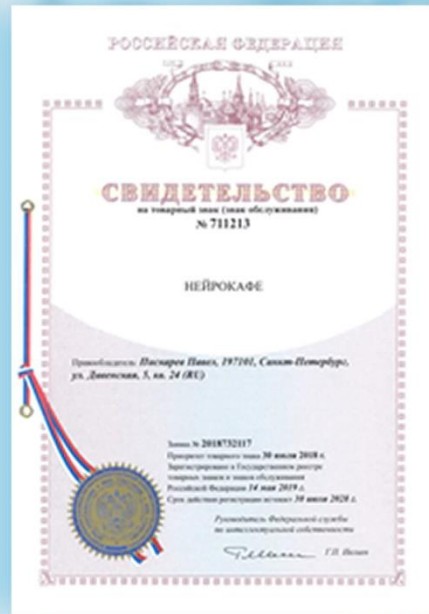 РОССИЙСКАЯ ФЕДЕРАЦИЯ
СВИДЕТЕЛЬСТВО
на товарный знак (знак обслуживания)
№ 711213
НЕЙРОКАФЕ
Правообладатель: Писарев Павел, 197101, Санкт-Петербург,
ул. Дивенская, 5, кв. 24 (RU)
Заявка № 2018732117
Приоритет товарного знака 30 июля 2018 г.
Зарегистрировано в Государственном реестре
товарных знаков и знаков обслуживания
Российской Федерации 14 мая 2019 г.
Срок действия регистрации истекает 30 июля 2028 г.
Руководитель Федеральной службы
по интеллектуальной собственности
Г.П. Ивлиев